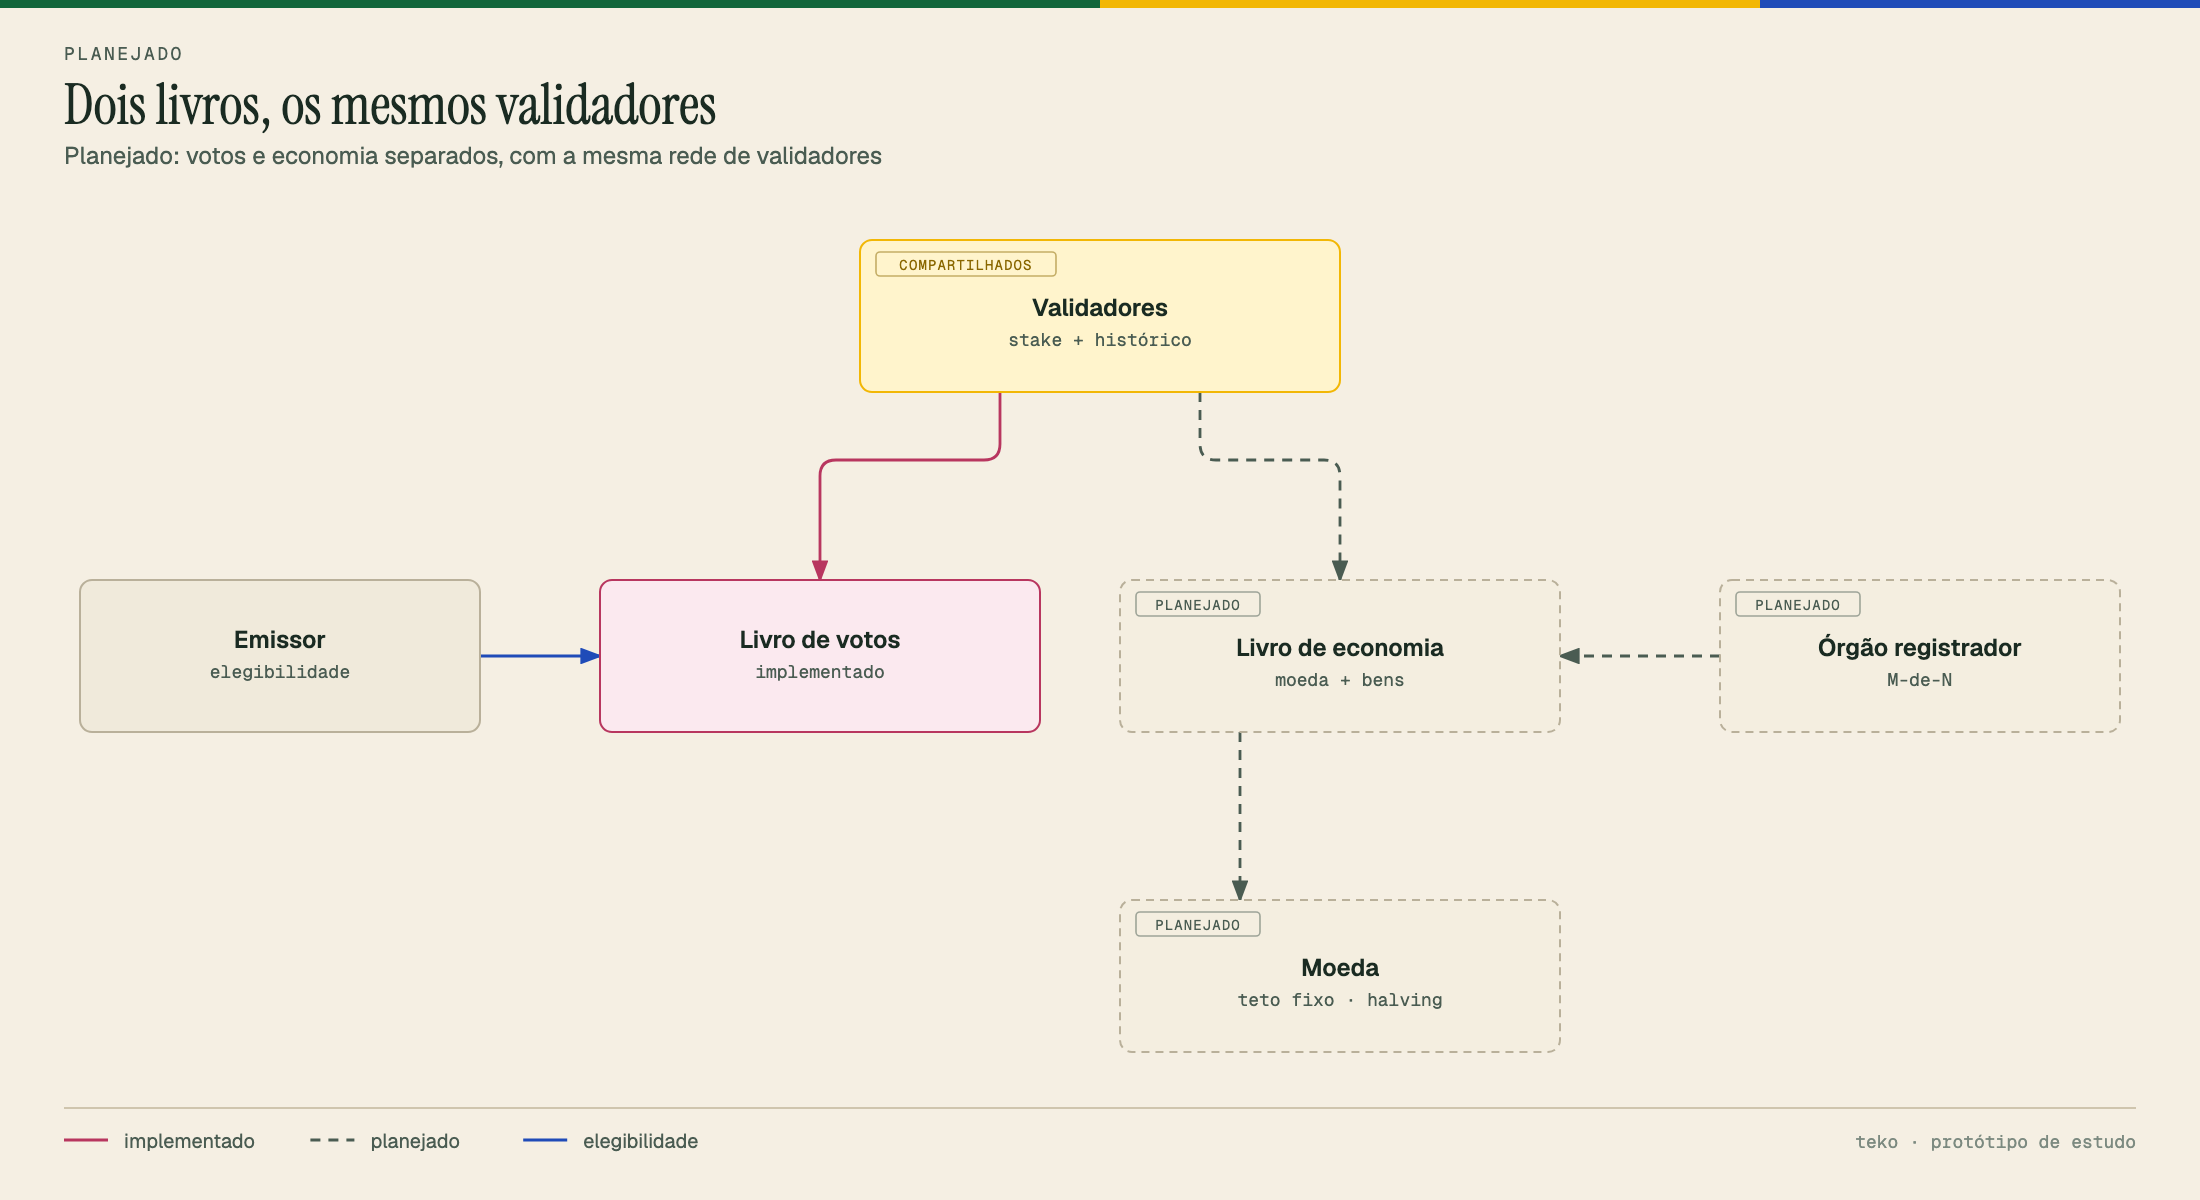 PLANEJADO
Dois livros, os mesmos validadores
Planejado: votos e economia separados, com a mesma rede de validadores
COMPARTILHADOS
Validadores
stake + histórico
Emissor
elegibilidade
Livro de votos
implementado
PLANEJADO
Livro de economia
moeda + bens
PLANEJADO
Órgão registrador
M-de-N
PLANEJADO
Moeda
teto fixo · halving
implementado
planejado
elegibilidade
teko · protótipo de estudo